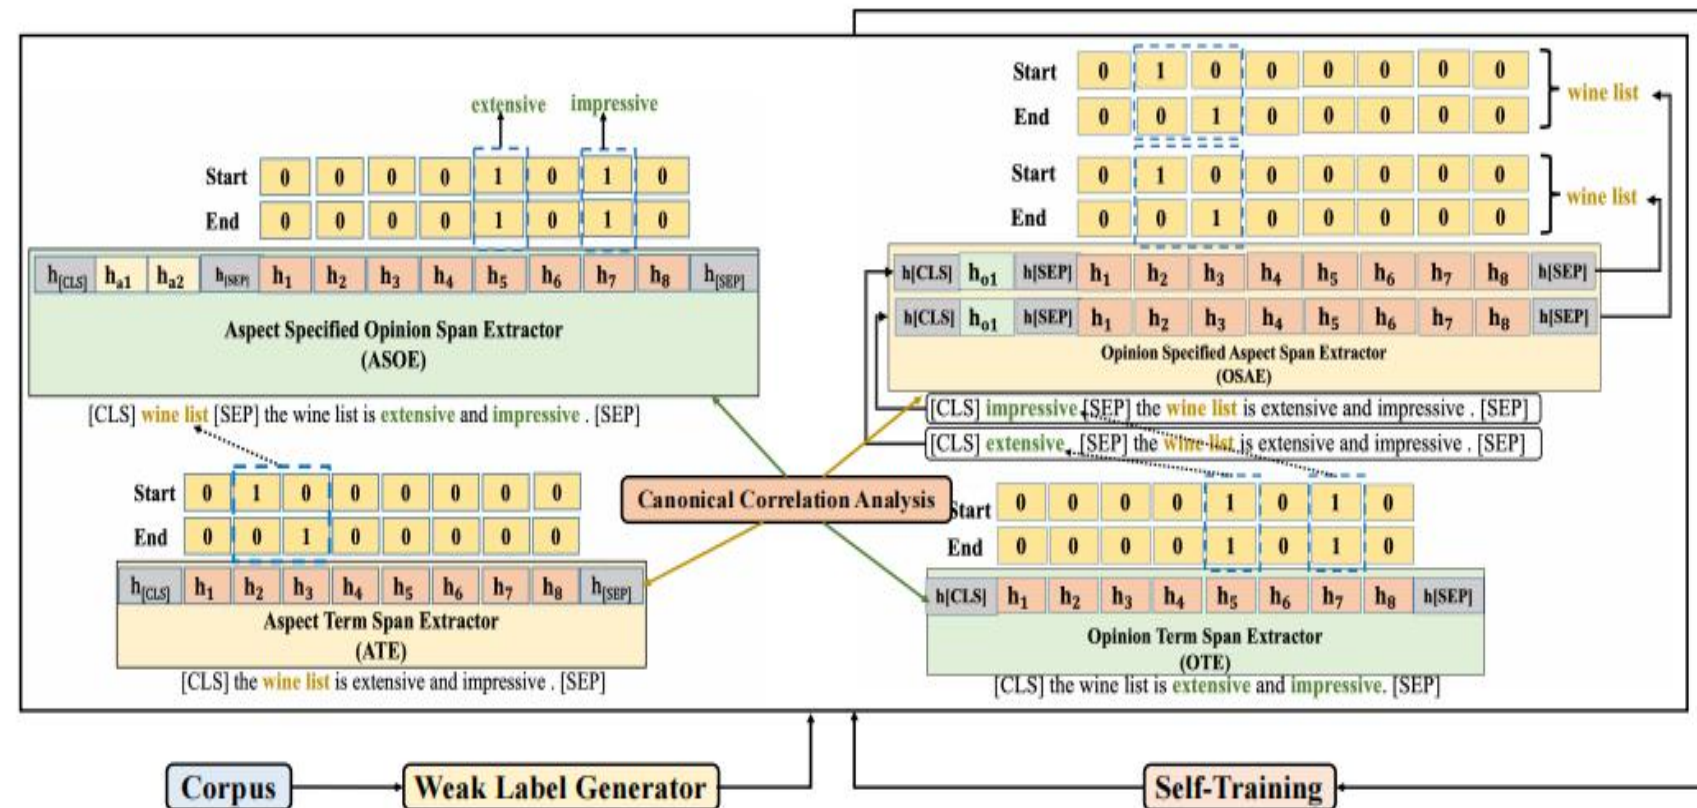 extensive impressive
Start 0 0 0 0 1 0 1 0
End 0 0 0 0 1 0 1 0
h[CLS] ha1 ha2 h[SEP] h1 h2 h3 h4 h5 h6 h7 h8 h[SEP]
Aspect Specified Opinion Span Extractor
(ASOE)
[CLS] wine list [SEP] the wine list is extensive and impressive . [SEP]
Start 0 1 0 0 0 0 0 0
End 0 0 1 0 0 0 0 0
h[CLS] h1 h2 h3 h4 h5 h6 h7 h8 h[SEP]
Aspect Term Span Extractor
(ATE)
[CLS] the wine list is extensive and impressive . [SEP]
Canonical Correlation Analysis
Start 0 1 0 0 0 0 0 0
wine list
End 0 0 1 0 0 0 0 0
Start 0 1 0 0 0 0 0 0
wine list
End 0 0 1 0 0 0 0 0
h[CLS] ho1 h[SEP] h1 h2 h3 h4 h5 h6 h7 h8 h[SEP]
h[CLS] ho1 h[SEP] h1 h2 h3 h4 h5 h6 h7 h8 h[SEP]
Opinion Specified Aspect Span Extractor
(OSAE)
[CLS] impressive [SEP] the wine list is extensive and impressive . [SEP]
[CLS] extensive [SEP] the wine list is extensive and impressive . [SEP]
Start 0 0 0 0 1 0 1 0
End 0 0 0 0 1 0 1 0
h[CLS] h1 h2 h3 h4 h5 h6 h7 h8 h[SEP]
Opinion Term Span Extractor
(OTE)
[CLS] the wine list is extensive and impressive. [SEP]
Corpus
Weak Label Generator
Self-Training